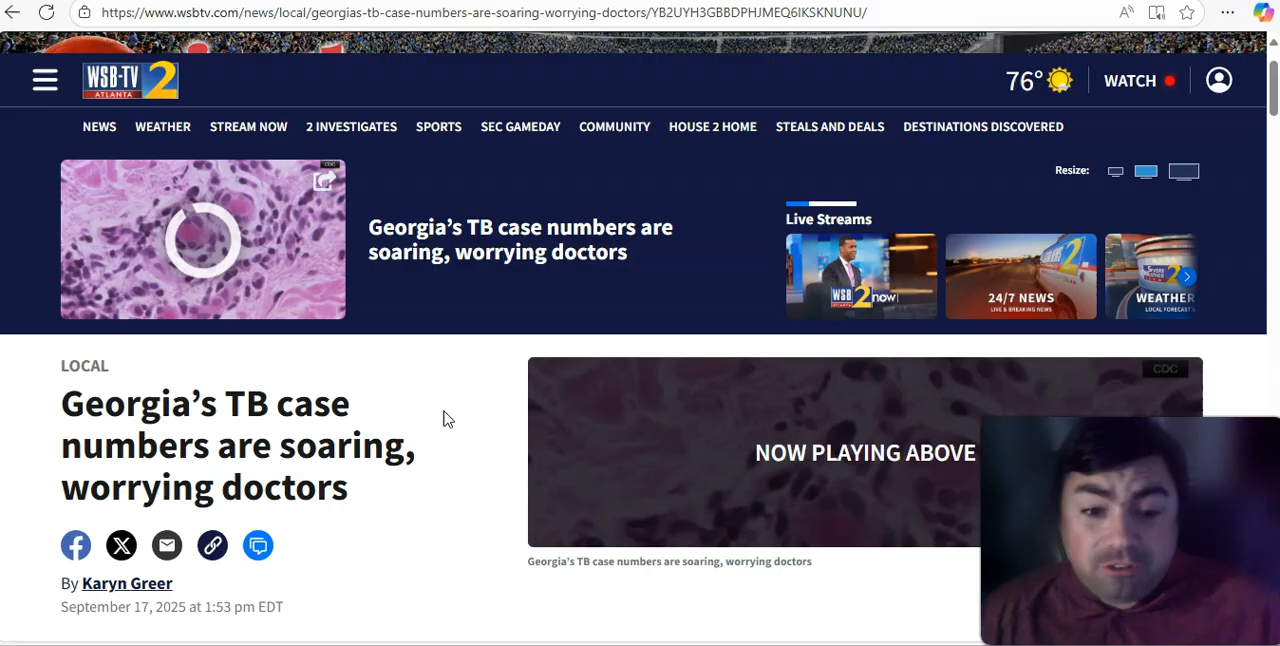 https://www.wsbtv.com/news/local/georgias-tb-case-numbers-are-soaring-worrying-doctors/YB2UYH3GBBDPHJMEQ6IKSKNUNU/
WSB-TV 2
ATLANTA
76°
WATCH
NEWS WEATHER STREAM NOW 2 INVESTIGATES SPORTS SEC GAMEDAY COMMUNITY HOUSE 2 HOME STEALS AND DEALS DESTINATIONS DISCOVERED
CDC
Resize:
Georgia’s TB case numbers are
soaring, worrying doctors
Live Streams
WSB 2 now
24/7 NEWS
LIVE & BREAKING NEWS
WEATHER
LOCAL FORECAST
LOCAL
Georgia’s TB case
numbers are soaring,
worrying doctors
CDC
NOW PLAYING ABOVE
Georgia’s TB case numbers are soaring, worrying doctors
By Karyn Greer
September 17, 2025 at 1:53 pm EDT